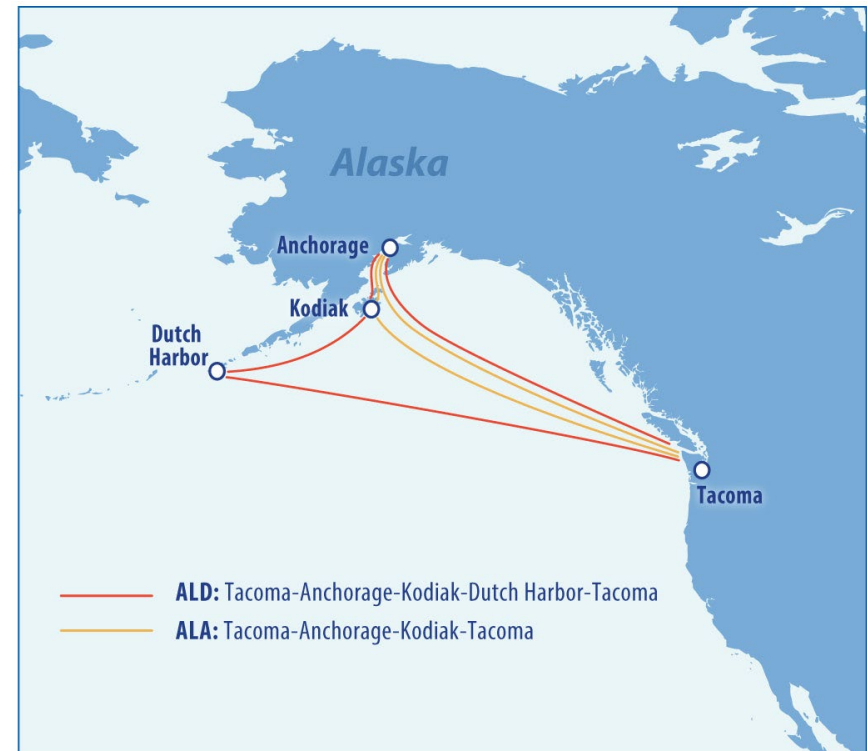 Alaska
Anchorage
Kodiak
Dutch
Harbor
Tacoma
ALD: Tacoma-Anchorage-Kodiak-Dutch Harbor-Tacoma
ALA: Tacoma-Anchorage-Kodiak-Tacoma